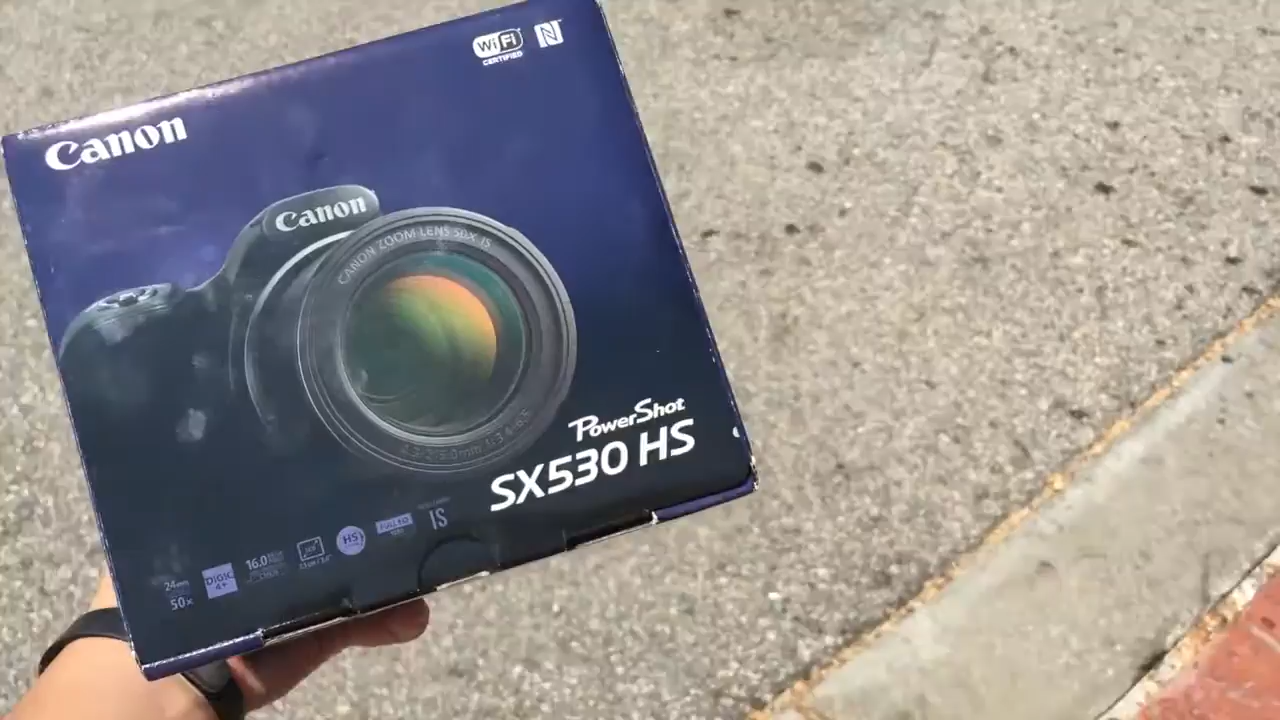 WiFi
CERTIFIED
Canon
Canon
CANON ZOOM LENS 50X IS
PowerShot
SX530 HS
IS
FULL HD
HS
16.0
24mm
DIGIC
4+
50x